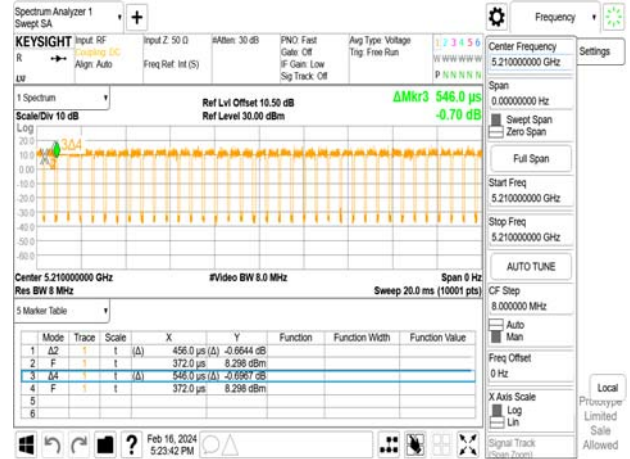 Spectrum Analyzer 1
Swept SA
Frequency
KEYSIGHT
R
Input: RF
Coupling: DC
Align: Auto
Input Z: 50 Ω
Freq Ref: Int (S)
#Atten: 30 dB
PNO: Fast
Gate: Off
IF Gain: Low
Sig Track: Off
Avg Type: Voltage
Trig: Free Run
1 2 3 4 5 6
W W W W W W
P N N N N N
Center Frequency
5.210000000 GHz
Settings
1 Spectrum
Scale/Div 10 dB
Ref Lvl Offset 10.50 dB
Ref Level 30.00 dBm
ΔMkr3 546.0 µs
-0.70 dB
Log
20.0
10.0
0.00
-10.0
-20.0
-30.0
-40.0
-50.0
-60.0
3Δ4
Center 5.210000000 GHz
Res BW 8 MHz
#Video BW 8.0 MHz
Span 0 Hz
Sweep 20.0 ms (10001 pts)
Span
0.00000000 Hz
Swept Span
Zero Span
Full Span
Start Freq
5.210000000 GHz
Stop Freq
5.210000000 GHz
AUTO TUNE
CF Step
8.000000 MHz
Auto
Man
Freq Offset
0 Hz
X Axis Scale
Log
Lin
Signal Track
(Span Zoom)
Local
Prototype
Limited
Sale
Allowed
5 Marker Table
Mode Trace Scale X Y Function Function Width Function Value
1 Δ2 1 t (Δ) 456.0 µs (Δ) -0.6644 dB
2 F 1 t 372.0 µs 8.298 dBm
3 Δ4 1 t (Δ) 546.0 µs (Δ) -0.6967 dB
4 F 1 t 372.0 µs 8.298 dBm
5
6
Feb 16, 2024
5:23:42 PM